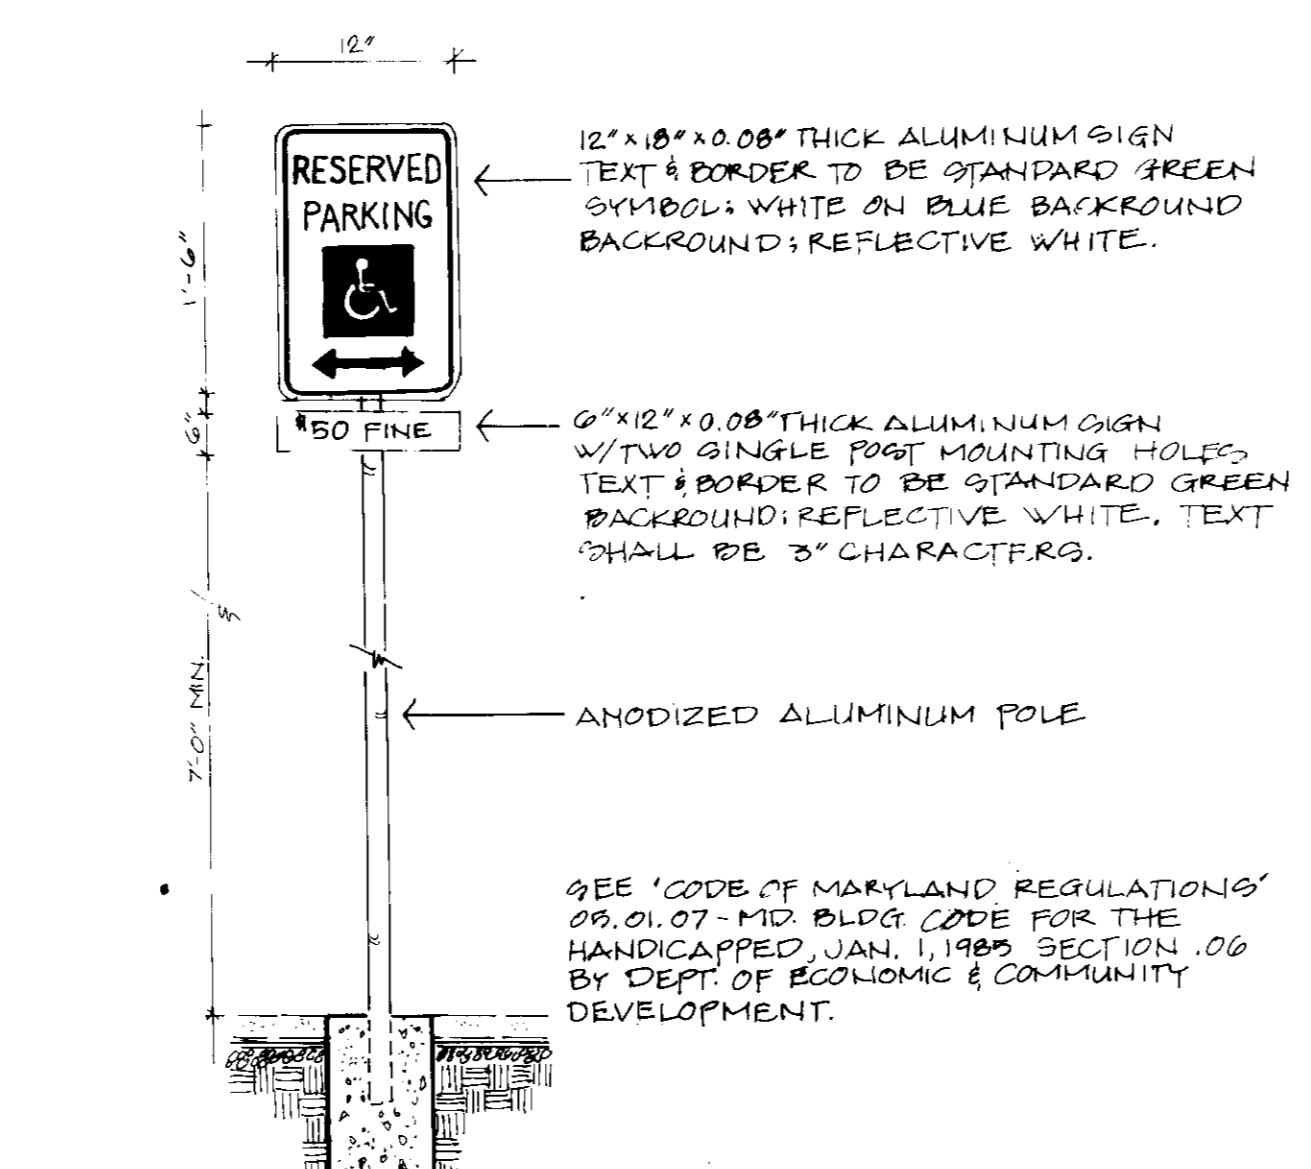 12"
RESERVED
PARKING
1'-6"
12" x 18" x 0.08" THICK ALUMINUM SIGN
TEXT & BORDER TO BE STANDARD GREEN
SYMBOL: WHITE ON BLUE BACKROUND
BACKROUND; REFLECTIVE WHITE.
6"
$50 FINE
6" x 12" x 0.08" THICK ALUMINUM SIGN
W/TWO SINGLE POST MOUNTING HOLES
TEXT & BORDER TO BE STANDARD GREEN
BACKROUND: REFLECTIVE WHITE. TEXT
SHALL BE 3" CHARACTERS.
7'-0" MIN.
ANODIZED ALUMINUM POLE
SEE 'CODE OF MARYLAND REGULATIONS'
05.01.07 - MD. BLDG. CODE FOR THE
HANDICAPPED, JAN. 1, 1985 SECTION .06
BY DEPT. OF ECONOMIC & COMMUNITY
DEVELOPMENT.